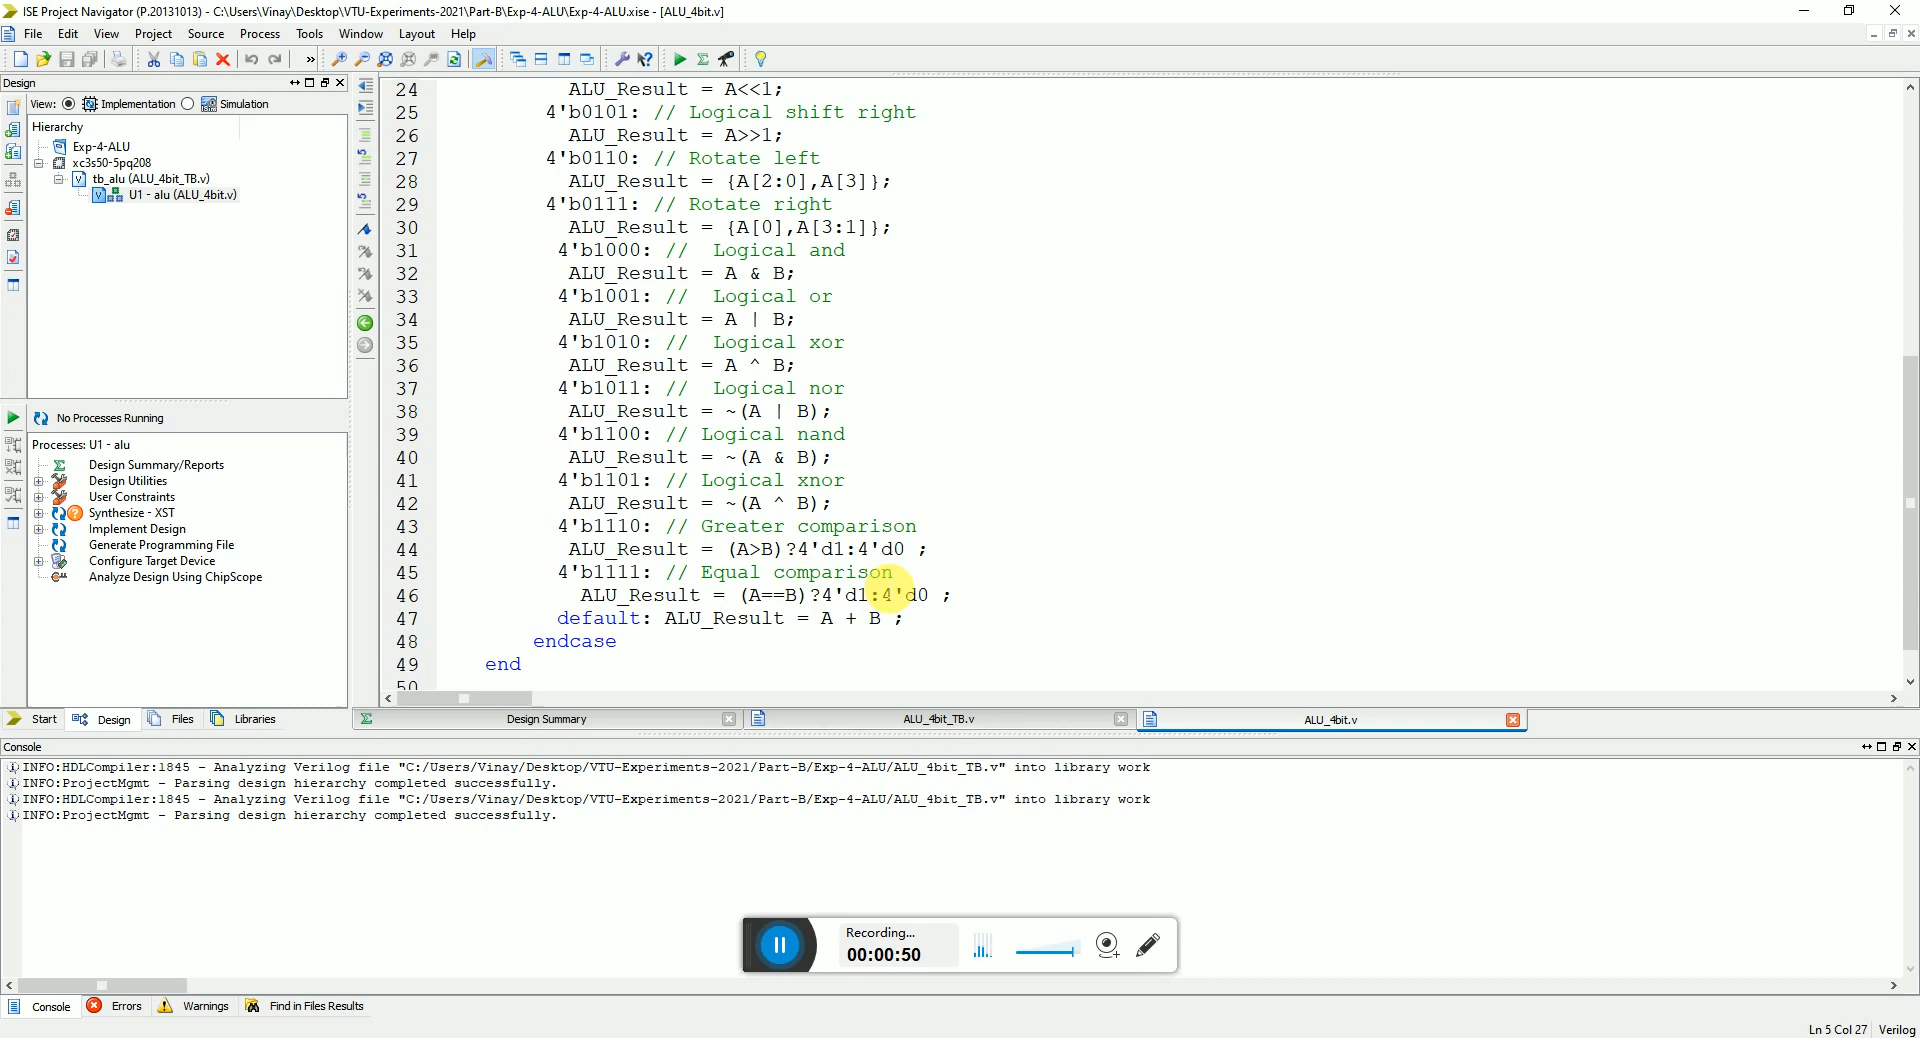 ISE Project Navigator (P.20131013) - C:\Users\Vinay\Desktop\VTU-Experiments-2021\Part-B\Exp-4-ALU\Exp-4-ALU.xise - [ALU_4bit.v]
File Edit View Project Source Process Tools Window Layout Help
Design
View: Implementation Simulation
Hierarchy
Exp-4-ALU
xc3s50-5pq208
tb_alu (ALU_4bit_TB.v)
U1 - alu (ALU_4bit.v)
No Processes Running
Processes: U1 - alu
Design Summary/Reports
Design Utilities
User Constraints
Synthesize - XST
Implement Design
Generate Programming File
Configure Target Device
Analyze Design Using ChipScope
Start Design Files Libraries
24 ALU_Result = A<<1;
25 4'b0101: // Logical shift right
26 ALU_Result = A>>1;
27 4'b0110: // Rotate left
28 ALU_Result = {A[2:0],A[3]};
29 4'b0111: // Rotate right
30 ALU_Result = {A[0],A[3:1]};
31 4'b1000: //  Logical and
32 ALU_Result = A & B;
33 4'b1001: //  Logical or
34 ALU_Result = A | B;
35 4'b1010: //  Logical xor
36 ALU_Result = A ^ B;
37 4'b1011: //  Logical nor
38 ALU_Result = ~(A | B);
39 4'b1100: // Logical nand
40 ALU_Result = ~(A & B);
41 4'b1101: // Logical xnor
42 ALU_Result = ~(A ^ B);
43 4'b1110: // Greater comparison
44 ALU_Result = (A>B)?4'd1:4'd0 ;
45 4'b1111: // Equal comparison
46 ALU_Result = (A==B)?4'd1:4'd0 ;
47 default: ALU_Result = A + B ;
48 endcase
49 end
50
Design Summary ALU_4bit_TB.v ALU_4bit.v
Console
INFO:HDLCompiler:1845 - Analyzing Verilog file "C:/Users/Vinay/Desktop/VTU-Experiments-2021/Part-B/Exp-4-ALU/ALU_4bit_TB.v" into library work
INFO:ProjectMgmt - Parsing design hierarchy completed successfully.
INFO:HDLCompiler:1845 - Analyzing Verilog file "C:/Users/Vinay/Desktop/VTU-Experiments-2021/Part-B/Exp-4-ALU/ALU_4bit_TB.v" into library work
INFO:ProjectMgmt - Parsing design hierarchy completed successfully.
Recording...
00:00:50
Console Errors Warnings Find in Files Results
Ln 5 Col 27 Verilog